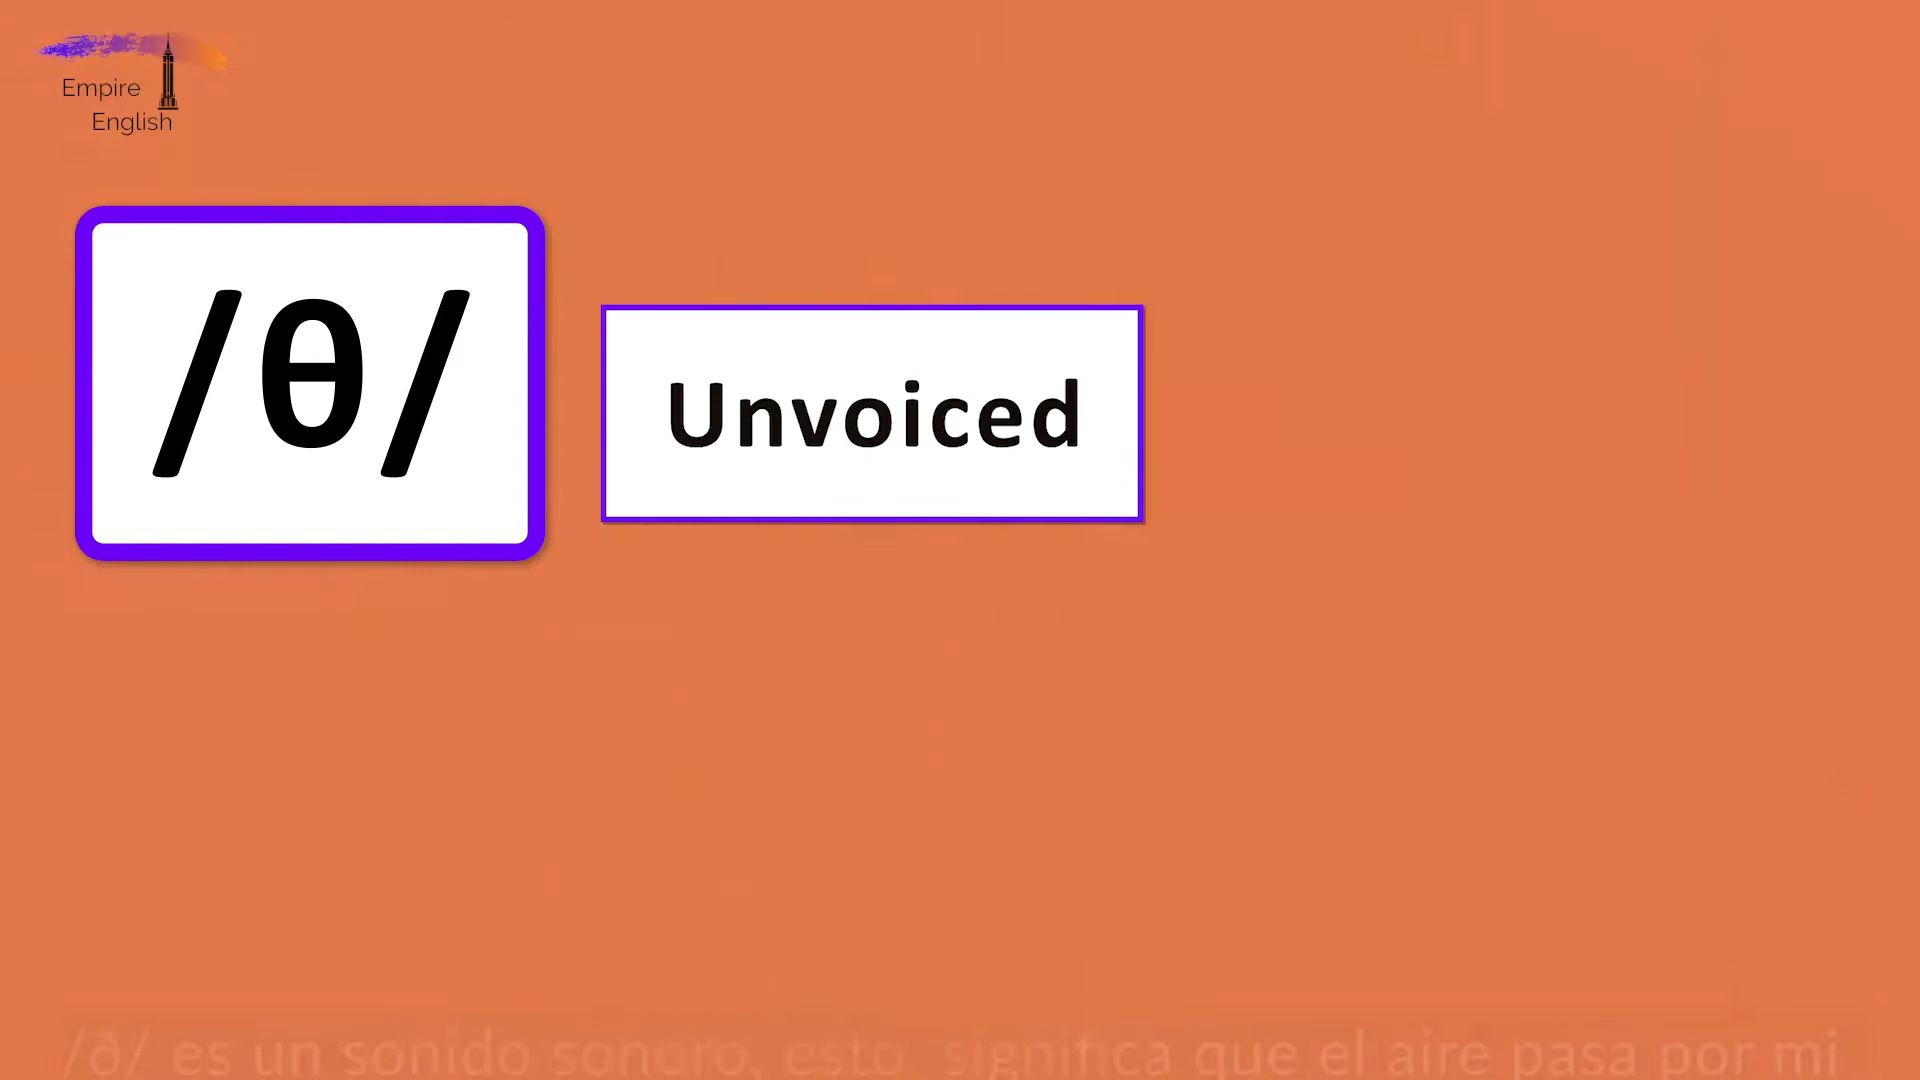 Empire
English
/θ/
Unvoiced
/ð/ es un sonido sonoro, esto, significa que el aire pasa por mi